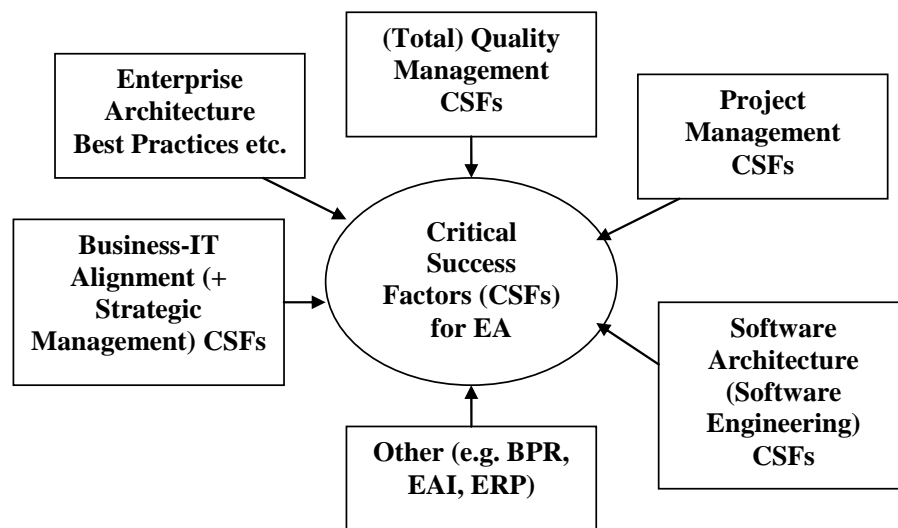 (Total) Quality
Management
CSFs
Enterprise
Architecture
Best Practices etc.
Project
Management
CSFs
Business-IT
Alignment (+
Strategic
Management) CSFs
Critical
Success
Factors (CSFs)
for EA
Software
Architecture
(Software
Engineering)
CSFs
Other (e.g. BPR,
EAI, ERP)